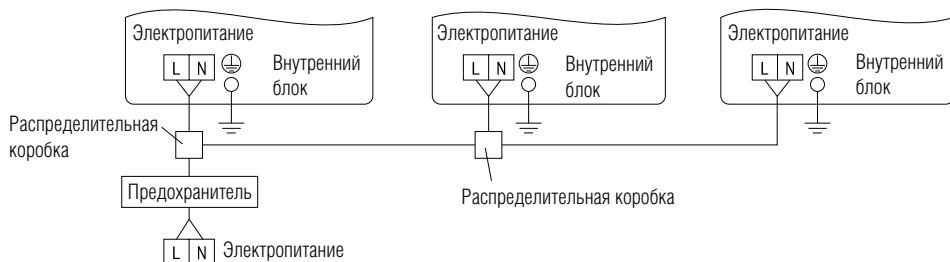 Электропитание
L N
Внутренний
блок
Электропитание
L N
Внутренний
блок
Электропитание
L N
Внутренний
блок
Распределительная
коробка
Распределительная коробка
Предохранитель
L N Электропитание